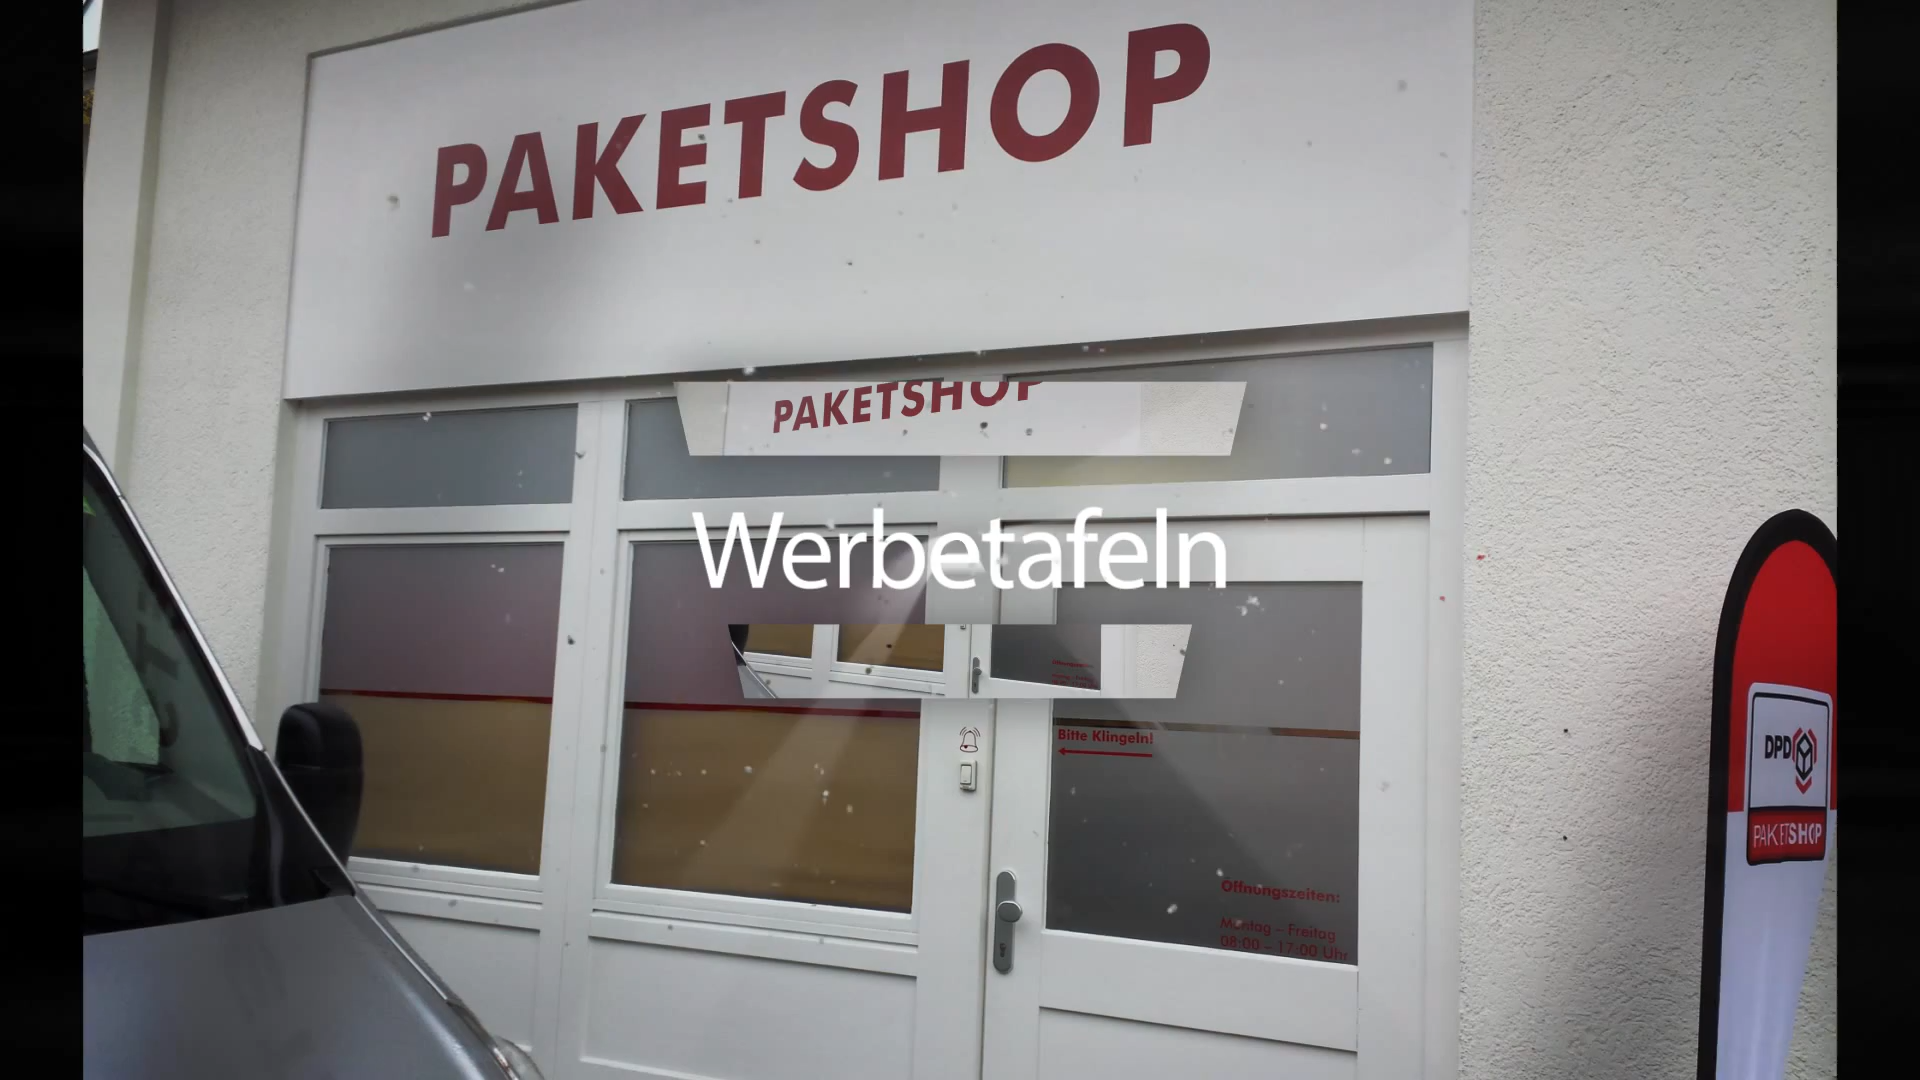 PAKETSHOP
PAKETSHOP
Werbetafeln
Bitte Klingeln!
DPD
PAKETSHOP
Öffnungszeiten:
Montag – Freitag
08:00 – 17:00 Uhr